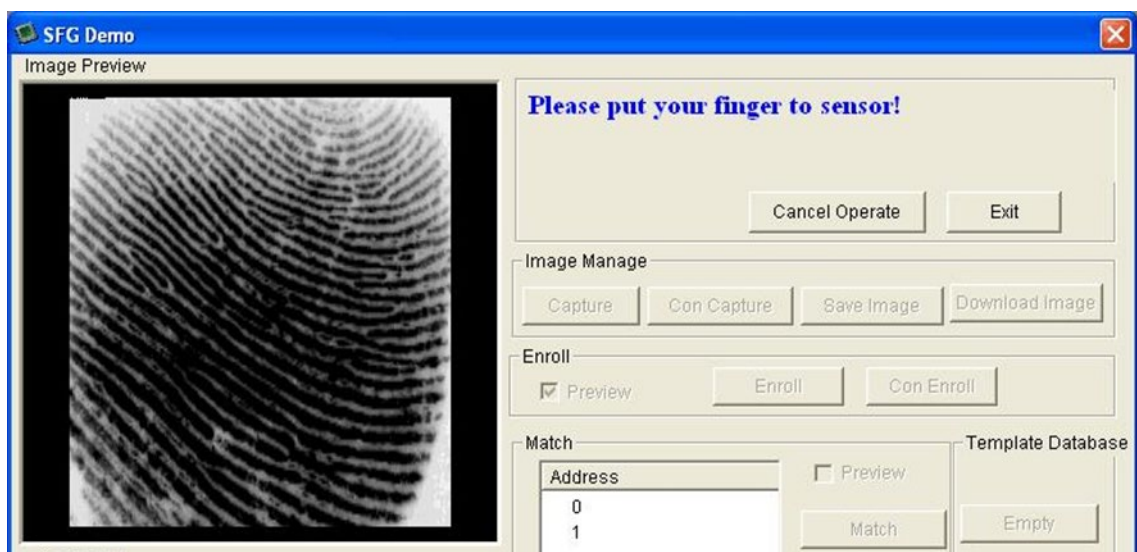 SFG Demo
Image Preview
Please put your finger to sensor!
Cancel Operate
Exit
Image Manage
Capture
Con Capture
Save Image
Download Image
Enroll
Preview
Enroll
Con Enroll
Match
Template Database
Address
Preview
0
1
Match
Empty